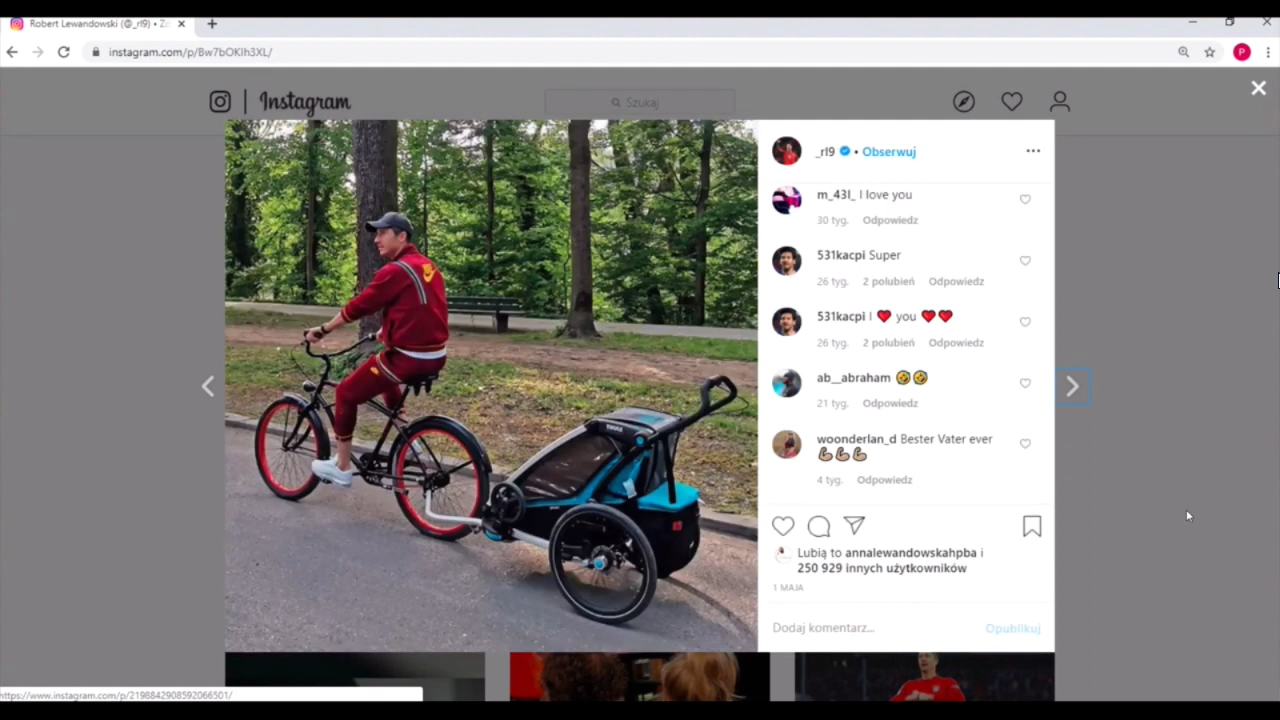 Robert Lewandowski (@_rl9) • Z
instagram.com/p/Bw7bOKIh3XL/
P
Instagram
Szukaj
_rl9 • Obserwuj
m_43l_ I love you
30 tyg. Odpowiedz
531kacpi Super
26 tyg. 2 polubień Odpowiedz
531kacpi I ❤️ you ❤️❤️
26 tyg. 2 polubień Odpowiedz
ab__abraham 🤣🤣
21 tyg. Odpowiedz
woonderlan_d Bester Vater ever
💪🏼💪🏼💪🏼
4 tyg. Odpowiedz
THULE
Lubią to annalewandowskahpba i
250 929 innych użytkowników
1 MAJA
Dodaj komentarz... Opublikuj
https://www.instagram.com/p/2198842908592066501/